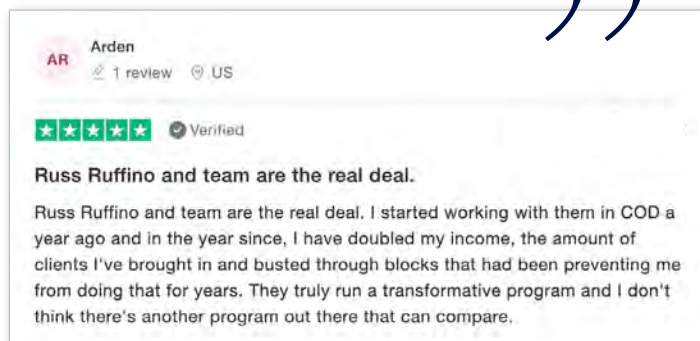 ”
AR
Arden
1 review US
Verified
Russ Ruffino and team are the real deal.
Russ Ruffino and team are the real deal. I started working with them in COD a
year ago and in the year since, I have doubled my income, the amount of
clients I've brought in and busted through blocks that had been preventing me
from doing that for years. They truly run a transformative program and I don't
think there's another program out there that can compare.